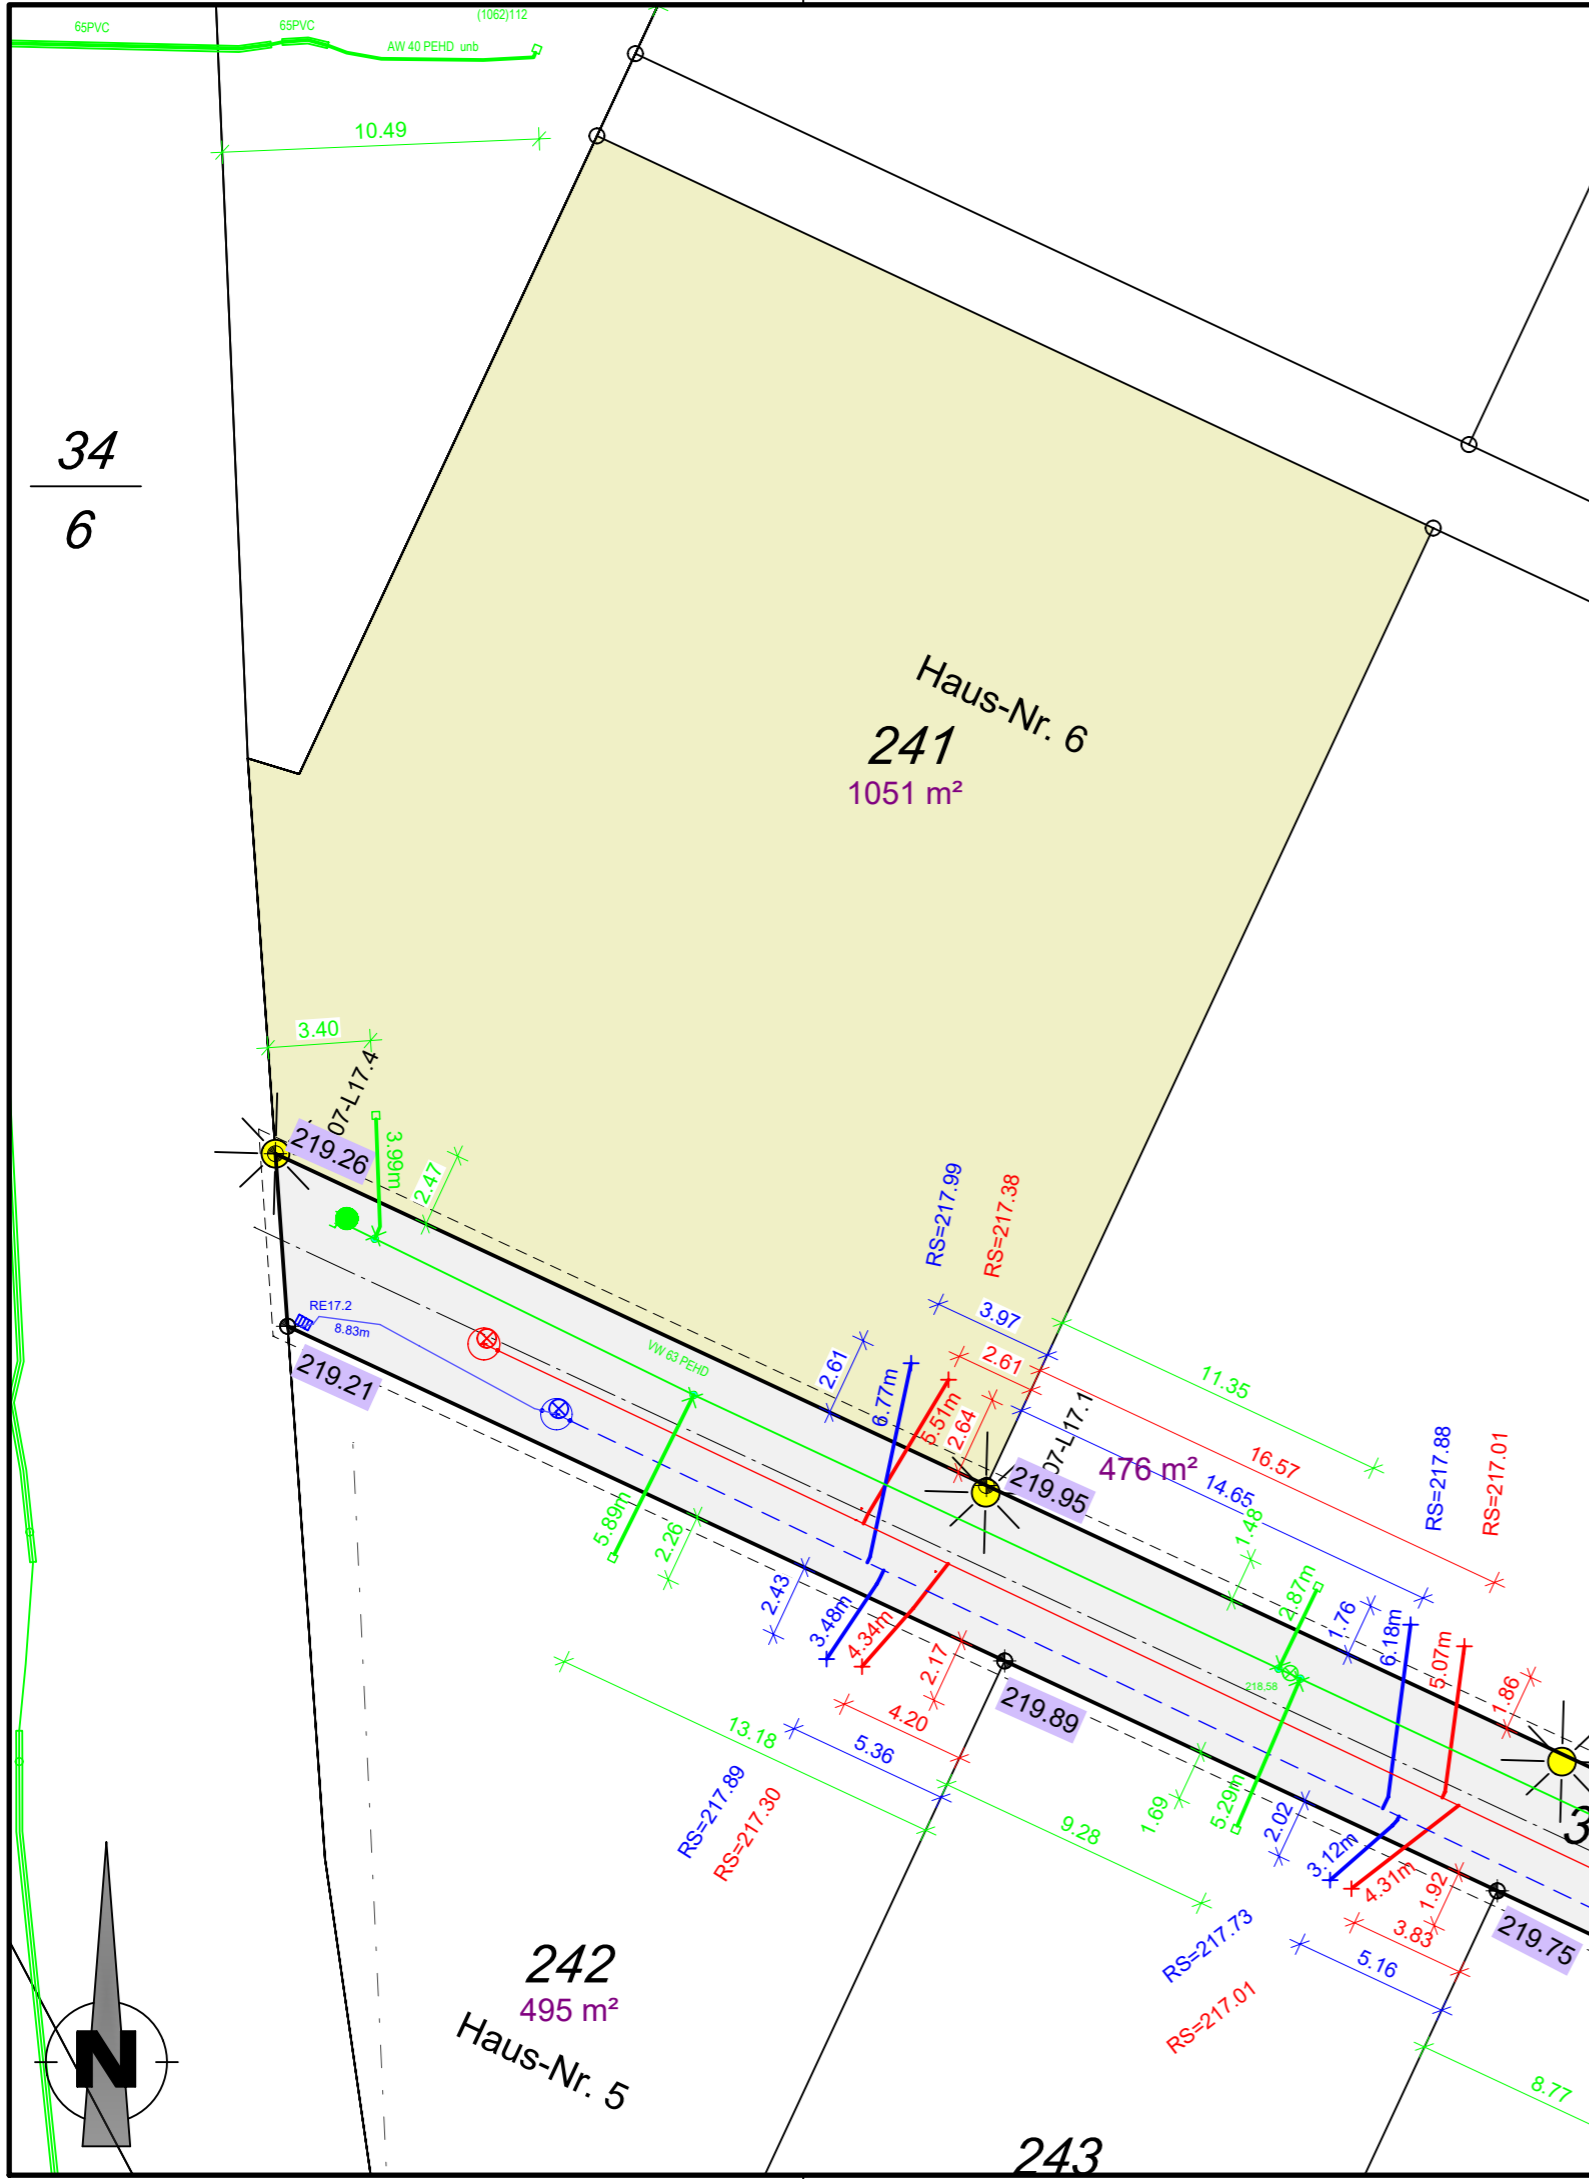 65PVC
65PVC
(1062)112
AW 40 PEHD unb
10.49
34
6
Haus-Nr. 6
241
1051 m²
3.40
07-L17.4
219.26
3.99m
2.47
RE17.2
8.83m
219.21
VW 63 PEHD
RS=217.99
RS=217.38
3.97
2.61
2.61
6.77m
5.51m
2.64
07-L17.1
11.35
476 m²
16.57
14.65
219.95
RS=217.88
RS=217.01
5.89m
2.26
2.43
3.48m
4.34m
2.17
1.48
2.87m
1.76
6.18m
5.07m
1.86
218,58
219.89
4.20
5.36
13.18
RS=217.89
RS=217.30
9.28
1.69
5.29m
2.02
3.12m
4.31m
1.92
3.83
5.16
219.75
3
RS=217.73
RS=217.01
242
495 m²
Haus-Nr. 5
N
8.77
243